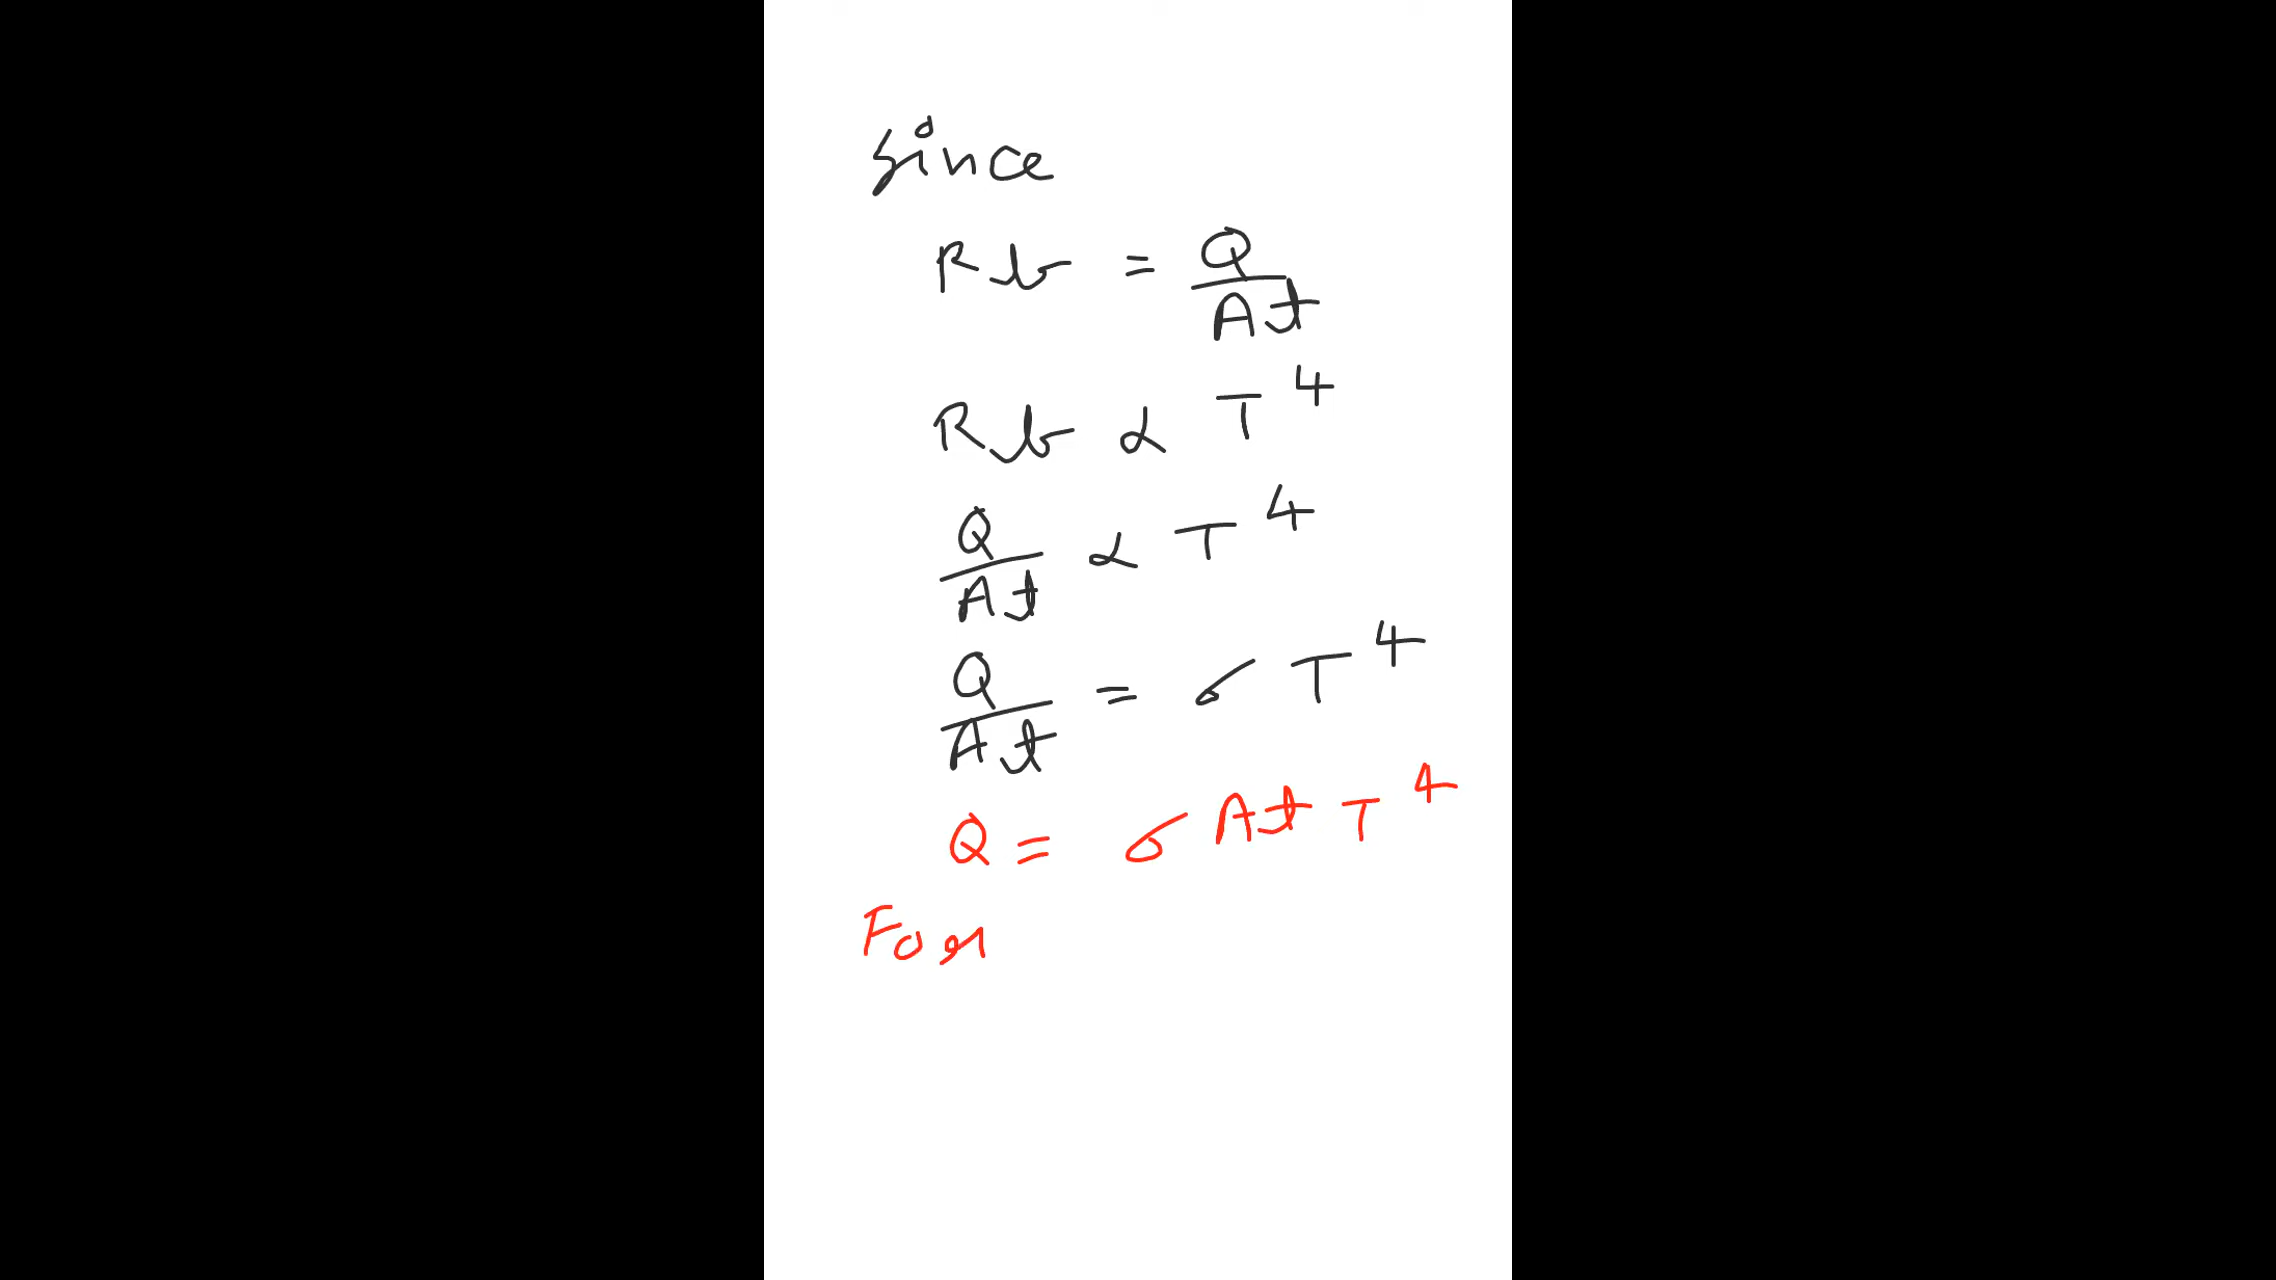 Since
Rb = Q/At
Rb α T⁴
Q/At α T⁴
Q/At = σ T⁴
Q = σ At T⁴
For